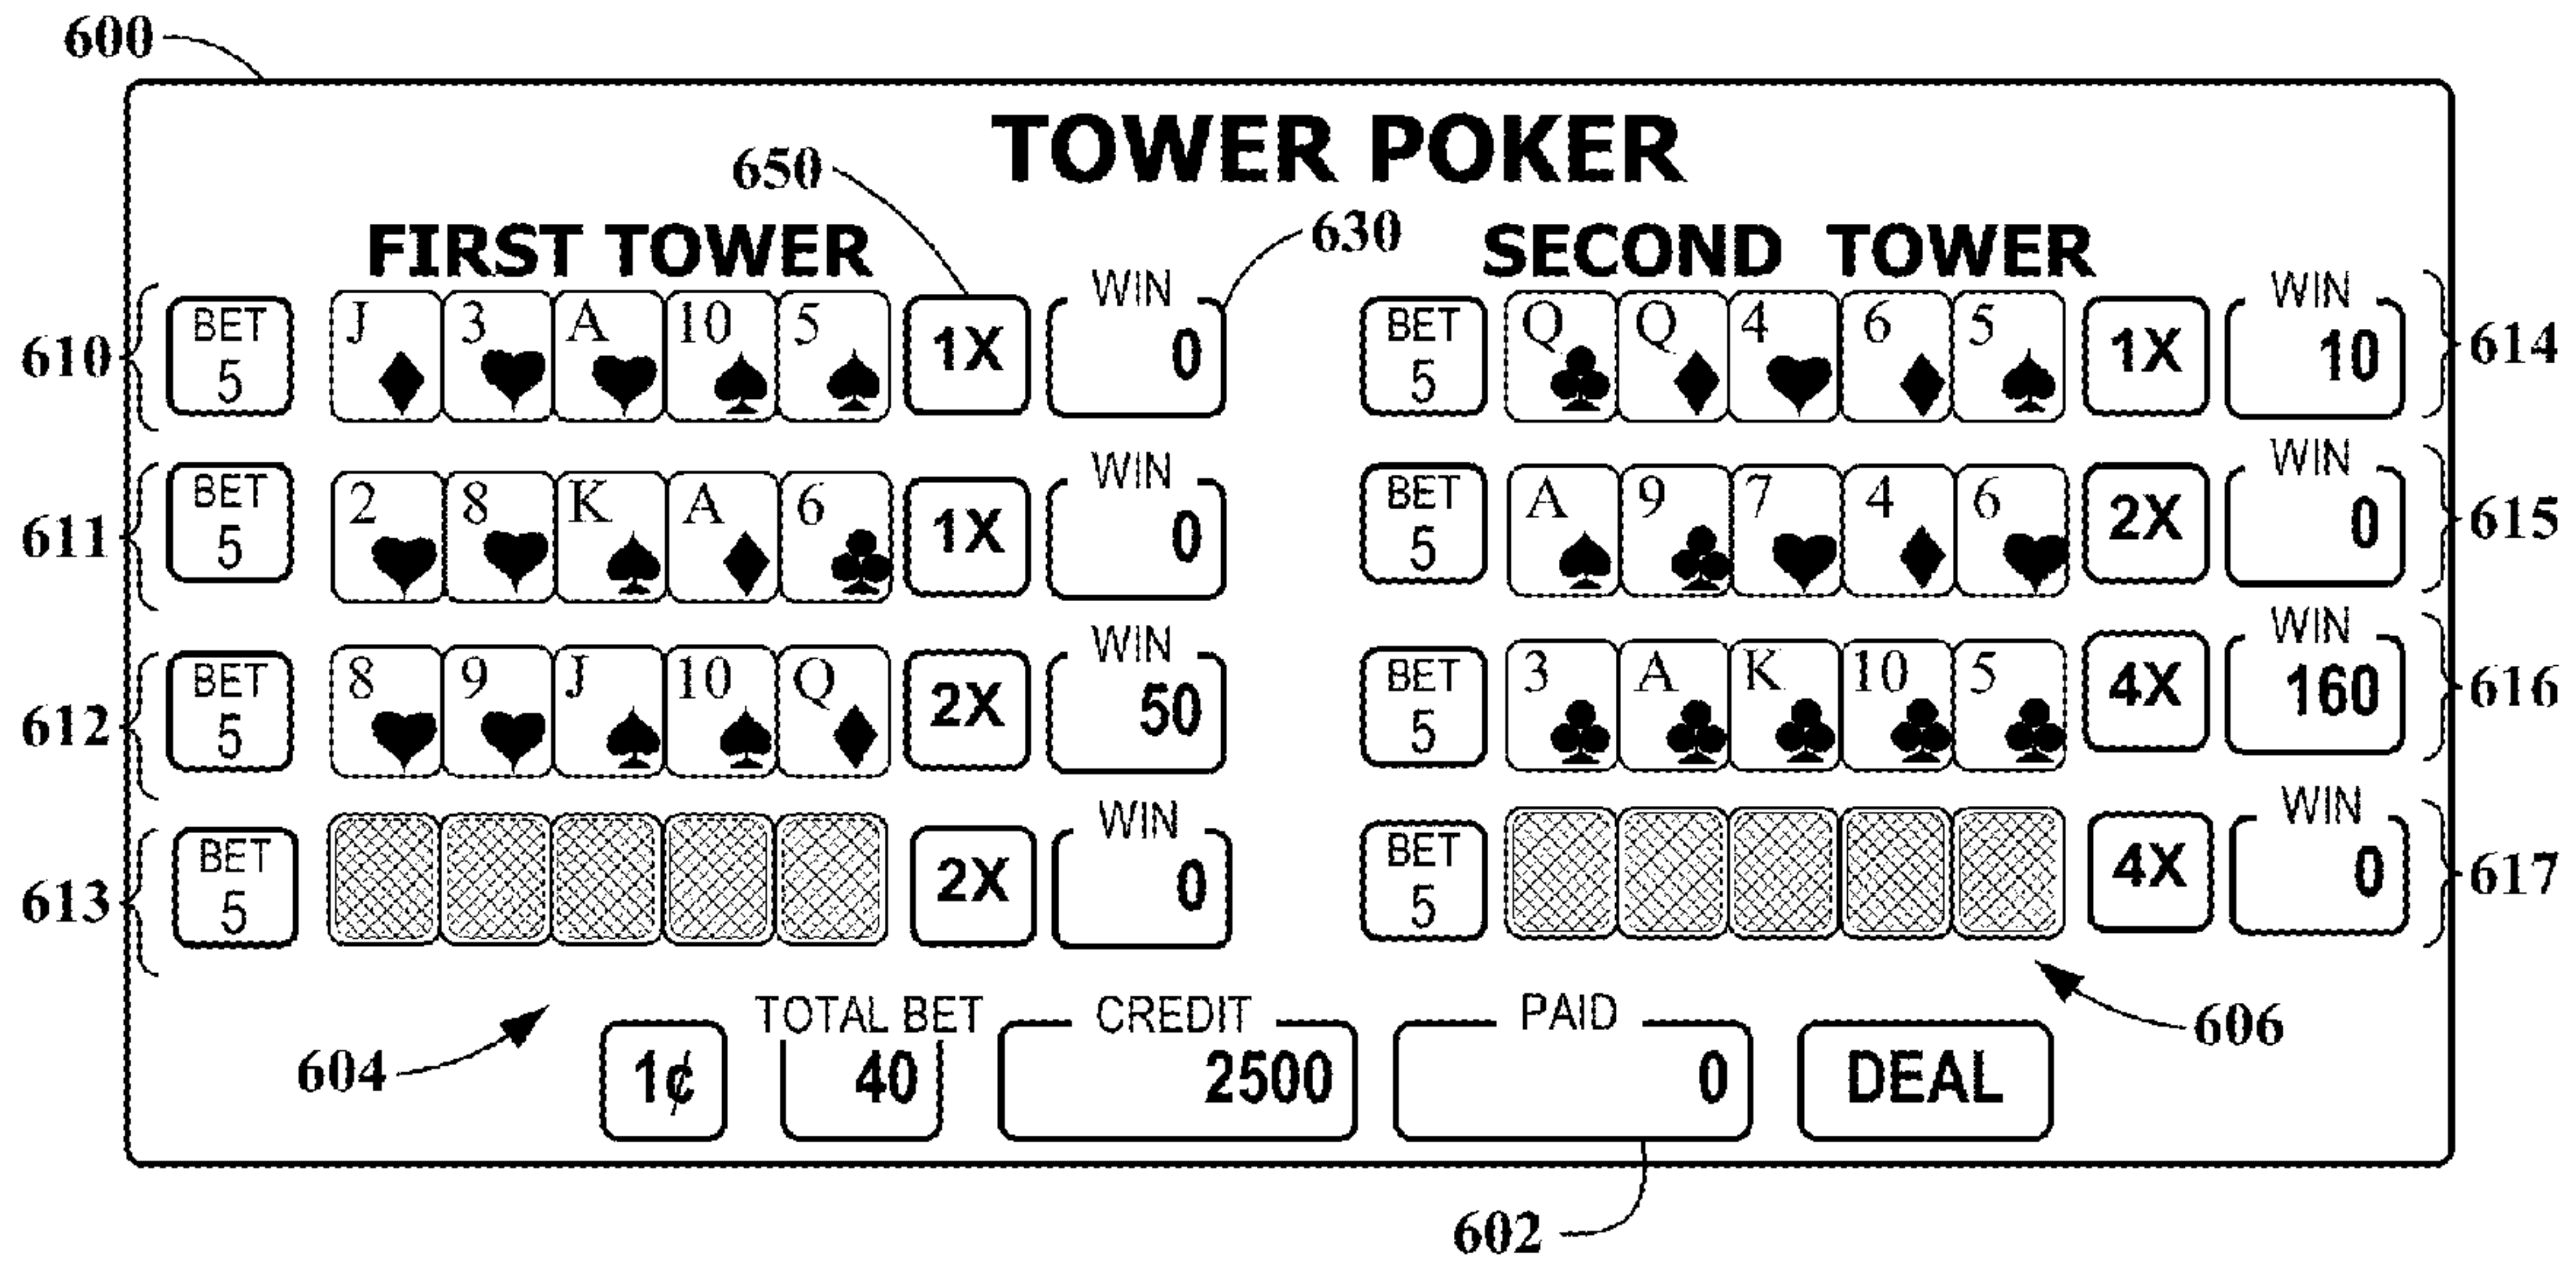 600
TOWER POKER
650
630
FIRST TOWER
SECOND TOWER
610 BET 5 J 3 A 10 5 1X WIN 0
BET 5 Q Q 4 6 5 1X WIN 10 614
611 BET 5 2 8 K A 6 1X WIN 0
BET 5 A 9 7 4 6 2X WIN 0 615
612 BET 5 8 9 J 10 Q 2X WIN 50
BET 5 3 A K 10 5 4X WIN 160 616
613 BET 5 2X WIN 0
BET 5 4X WIN 0 617
604
606
1¢ TOTAL BET 40 CREDIT 2500 PAID 0 DEAL
602